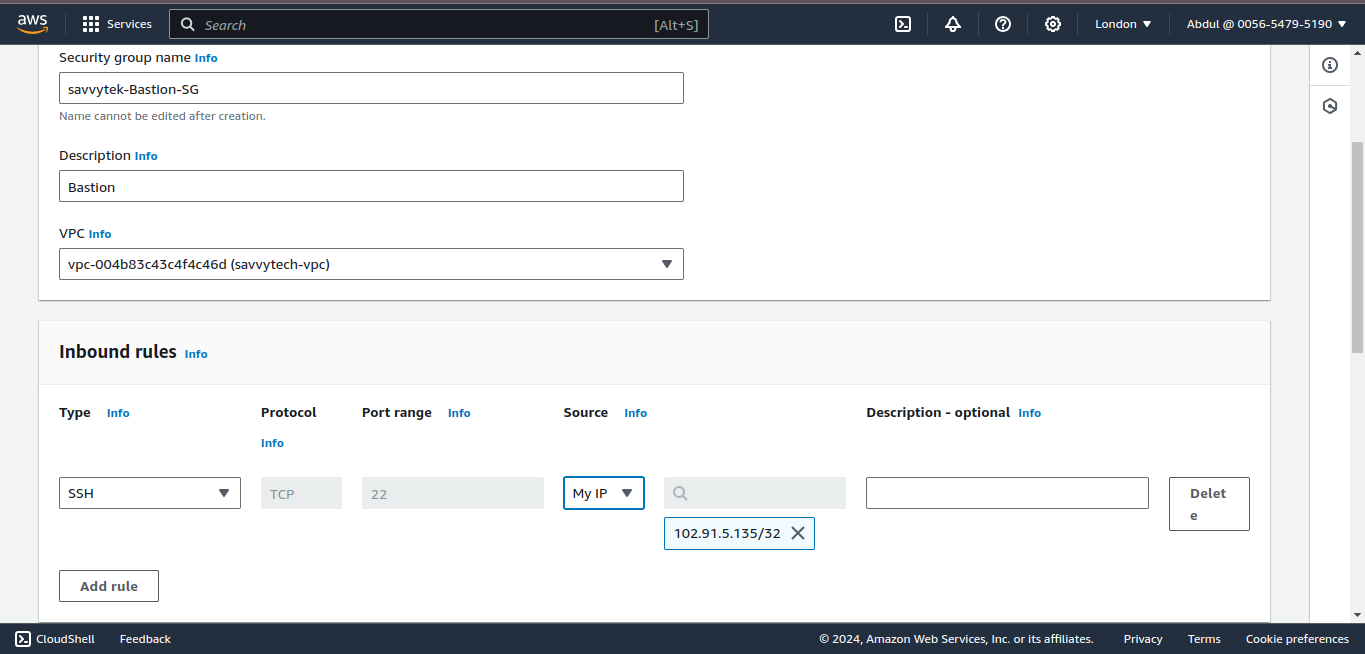 aws Services Search [Alt+S] London Abdul @ 0056-5479-5190
Security group name Info
savvytek-Bastion-SG
Name cannot be edited after creation.
Description Info
Bastion
VPC Info
vpc-004b83c43c4f4c46d (savvytech-vpc)
Inbound rules Info
Type Info Protocol Port range Info Source Info Description - optional Info
Info
SSH TCP 22 My IP Delet
e
102.91.5.135/32
Add rule
CloudShell Feedback © 2024, Amazon Web Services, Inc. or its affiliates. Privacy Terms Cookie preferences